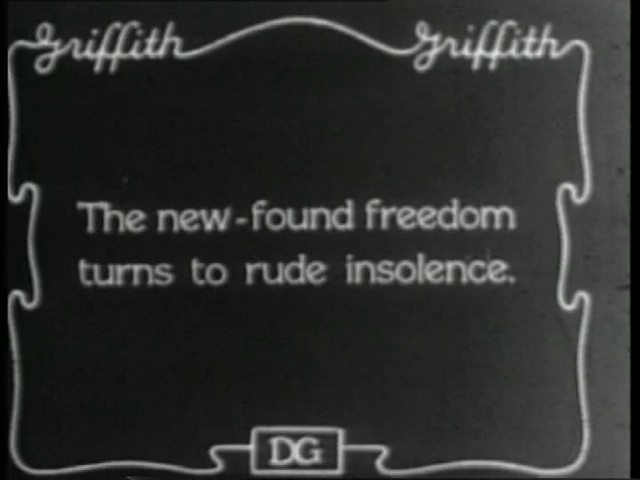 Griffith Griffith
The new-found freedom
turns to rude insolence.
DG